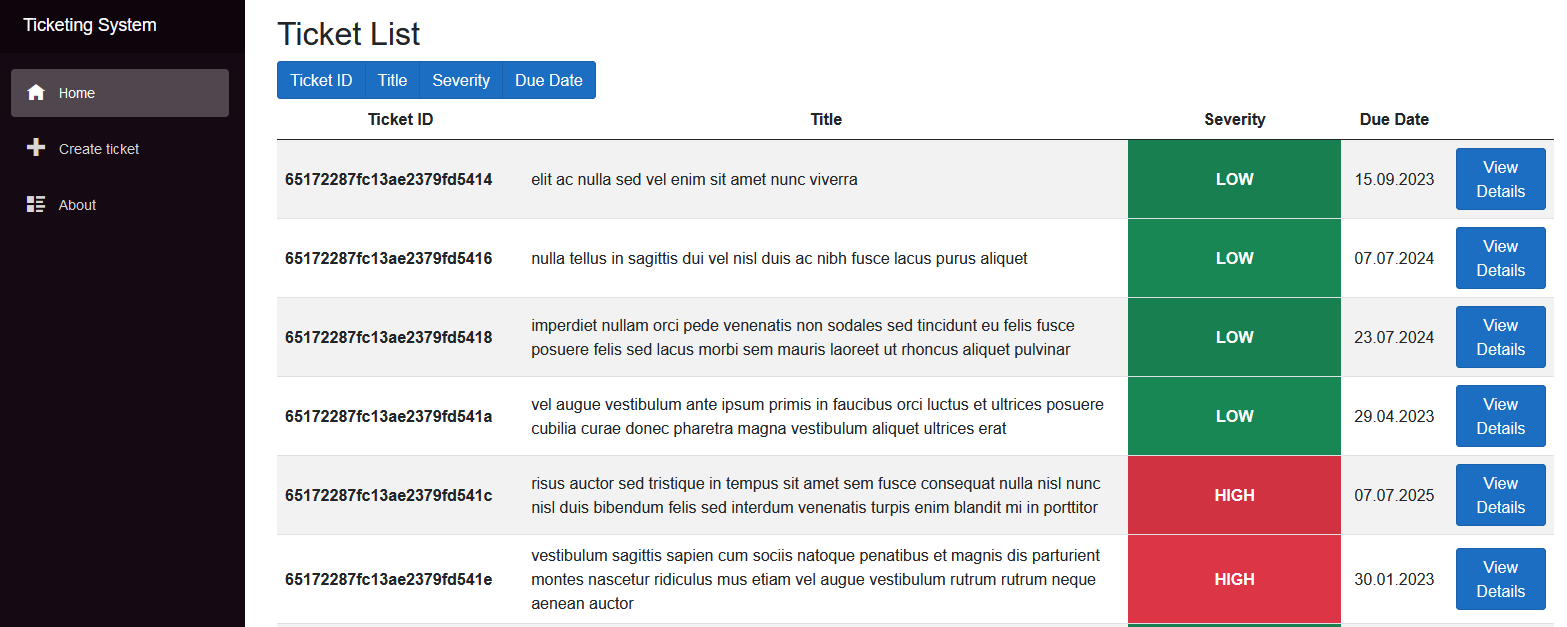 Ticketing System
Home
Create ticket
About
Ticket List
Ticket ID Title Severity Due Date
Ticket ID Title Severity Due Date
65172287fc13ae2379fd5414 elit ac nulla sed vel enim sit amet nunc viverra LOW 15.09.2023 View
Details
65172287fc13ae2379fd5416 nulla tellus in sagittis dui vel nisl duis ac nibh fusce lacus purus aliquet LOW 07.07.2024 View
Details
65172287fc13ae2379fd5418 imperdiet nullam orci pede venenatis non sodales sed tincidunt eu felis fusce
posuere felis sed lacus morbi sem mauris laoreet ut rhoncus aliquet pulvinar LOW 23.07.2024 View
Details
65172287fc13ae2379fd541a vel augue vestibulum ante ipsum primis in faucibus orci luctus et ultrices posuere
cubilia curae donec pharetra magna vestibulum aliquet ultrices erat LOW 29.04.2023 View
Details
65172287fc13ae2379fd541c risus auctor sed tristique in tempus sit amet sem fusce consequat nulla nisl nunc
nisl duis bibendum felis sed interdum venenatis turpis enim blandit mi in porttitor HIGH 07.07.2025 View
Details
65172287fc13ae2379fd541e vestibulum sagittis sapien cum sociis natoque penatibus et magnis dis parturient
montes nascetur ridiculus mus etiam vel augue vestibulum rutrum rutrum neque
aenean auctor HIGH 30.01.2023 View
Details